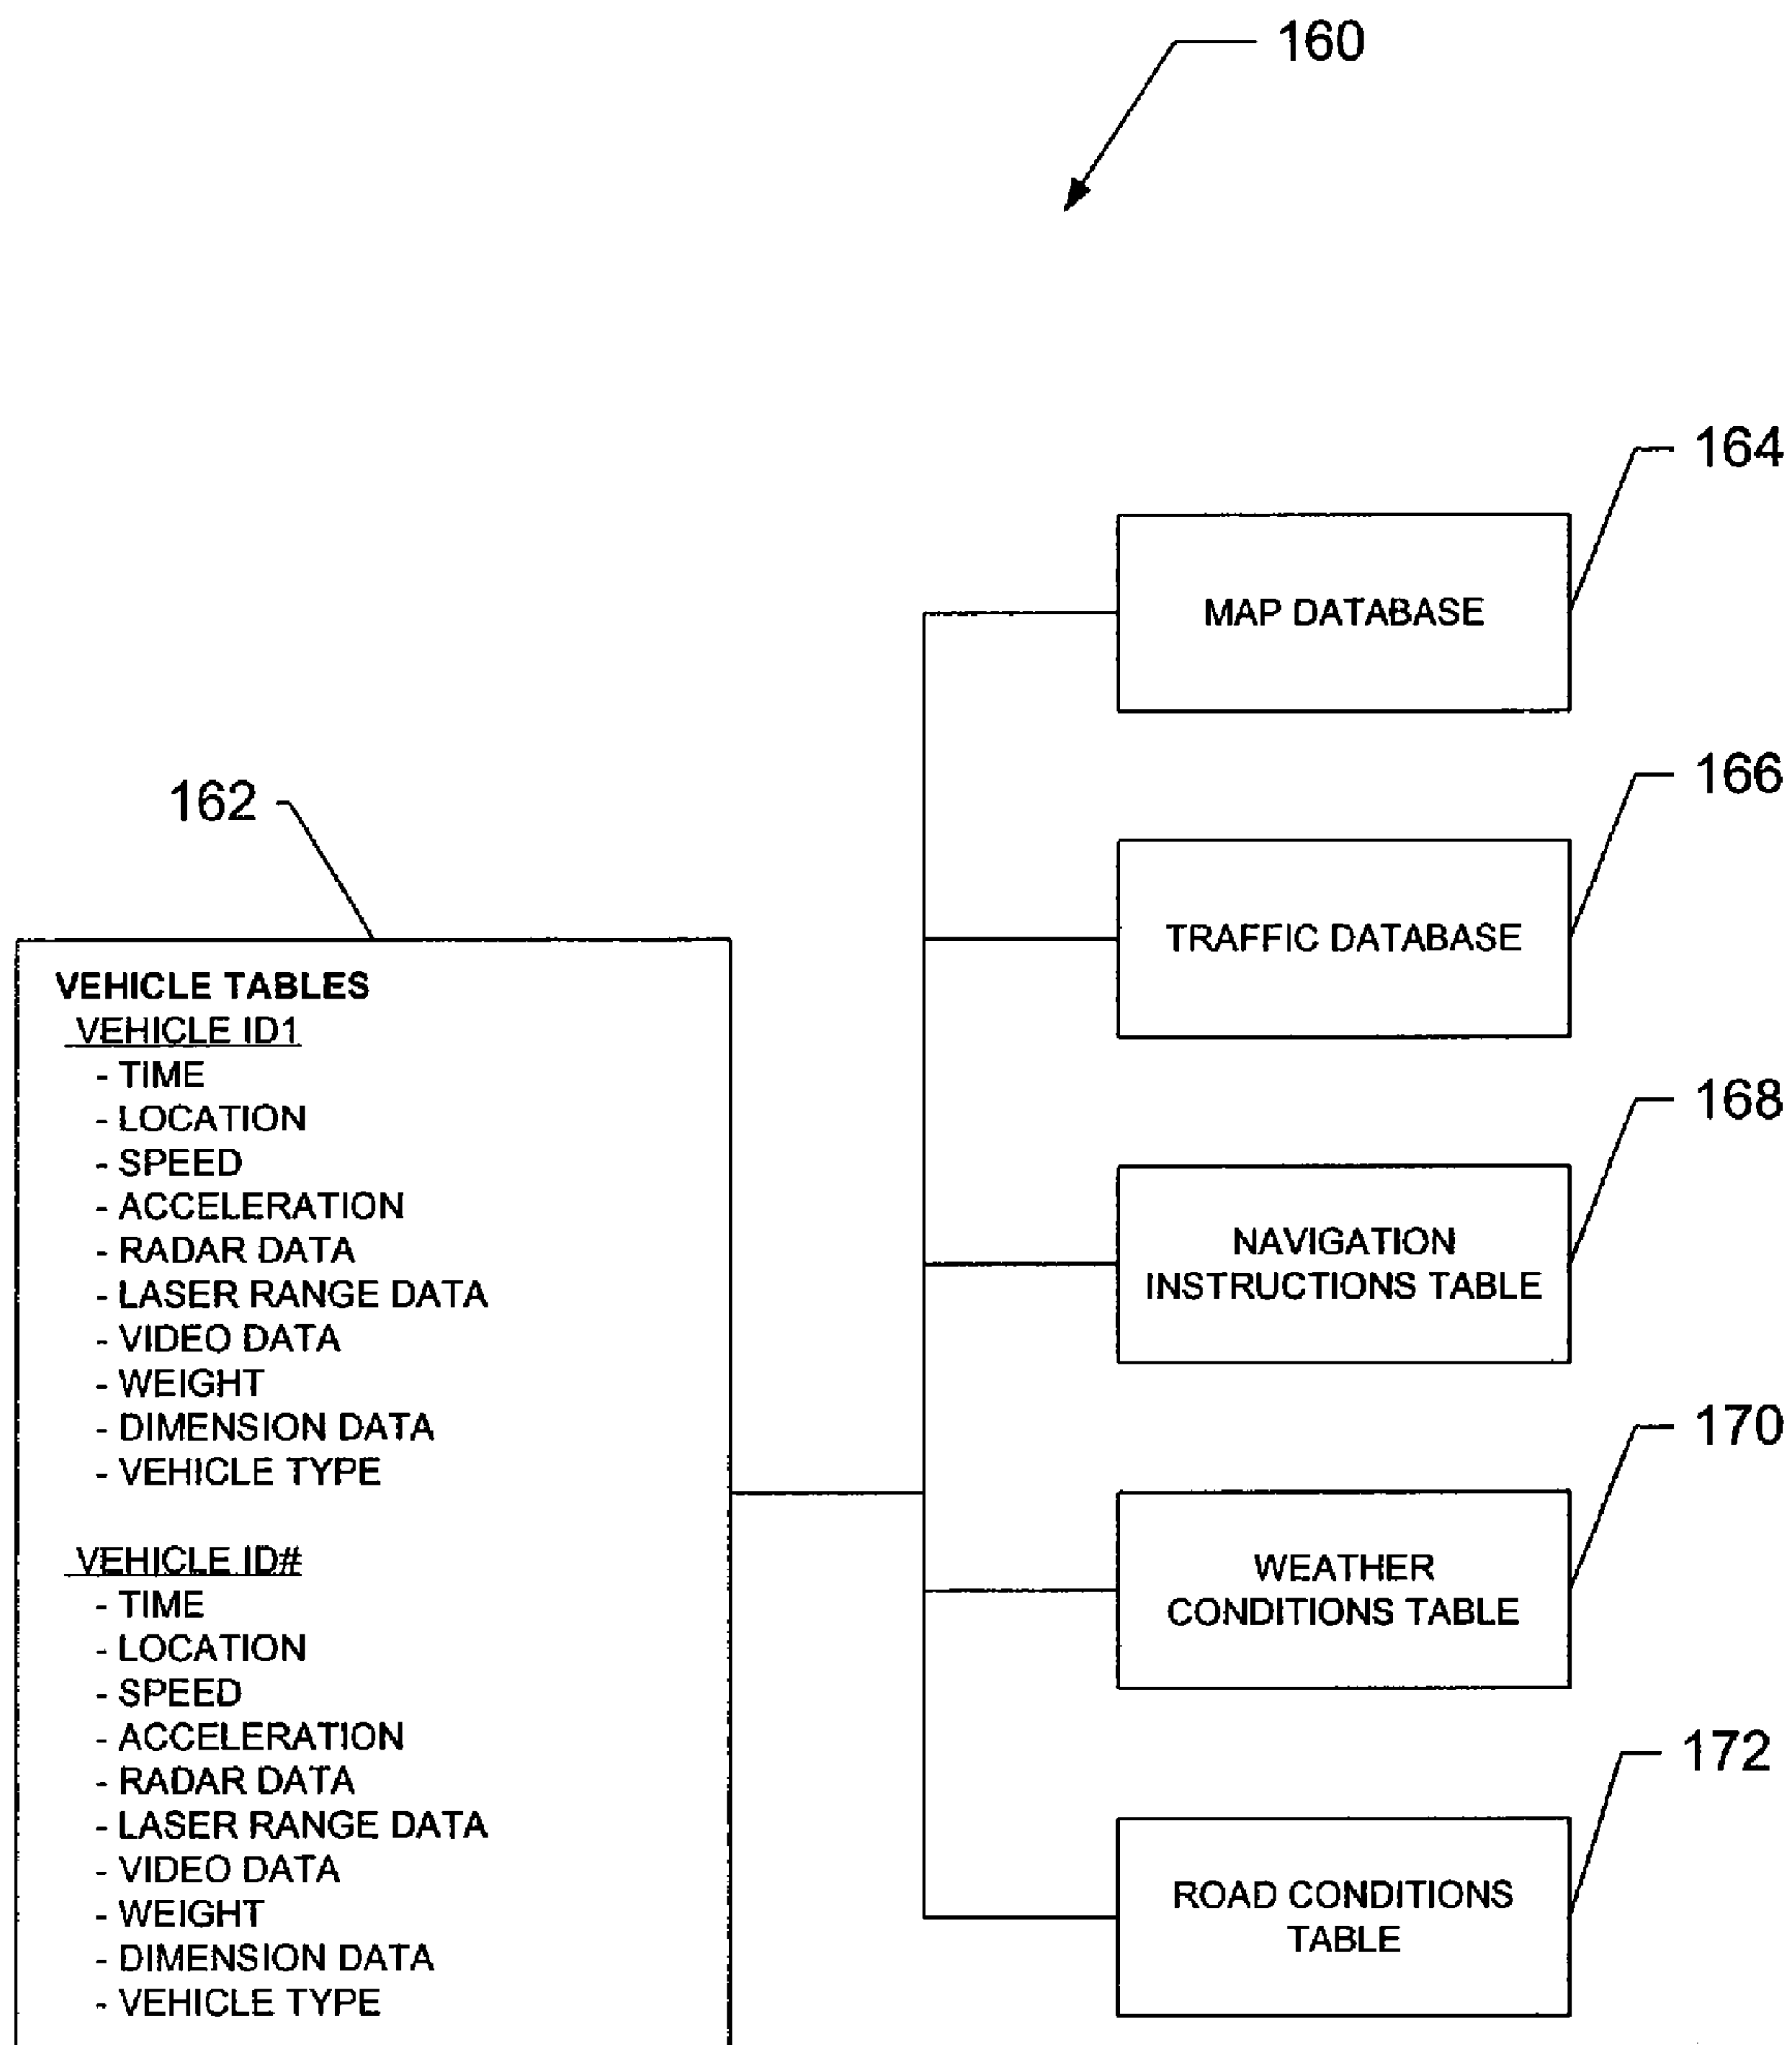 160
164
MAP DATABASE
166
TRAFFIC DATABASE
162
168
NAVIGATION
INSTRUCTIONS TABLE
170
WEATHER
CONDITIONS TABLE
172
ROAD CONDITIONS
TABLE
VEHICLE TABLES
VEHICLE ID1
- TIME
- LOCATION
- SPEED
- ACCELERATION
- RADAR DATA
- LASER RANGE DATA
- VIDEO DATA
- WEIGHT
- DIMENSION DATA
- VEHICLE TYPE
VEHICLE ID#
- TIME
- LOCATION
- SPEED
- ACCELERATION
- RADAR DATA
- LASER RANGE DATA
- VIDEO DATA
- WEIGHT
- DIMENSION DATA
- VEHICLE TYPE